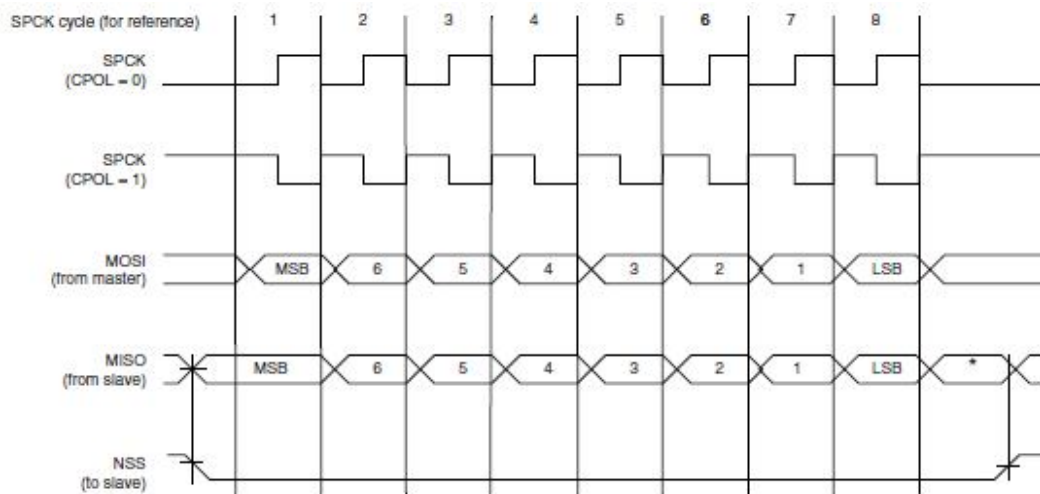 SPCK cycle (for reference) 1 2 3 4 5 6 7 8
SPCK
(CPOL = 0)
SPCK
(CPOL = 1)
MOSI
(from master)
MSB 6 5 4 3 2 1 LSB
MISO
(from slave)
MSB 6 5 4 3 2 1 LSB *
NSS
(to slave)